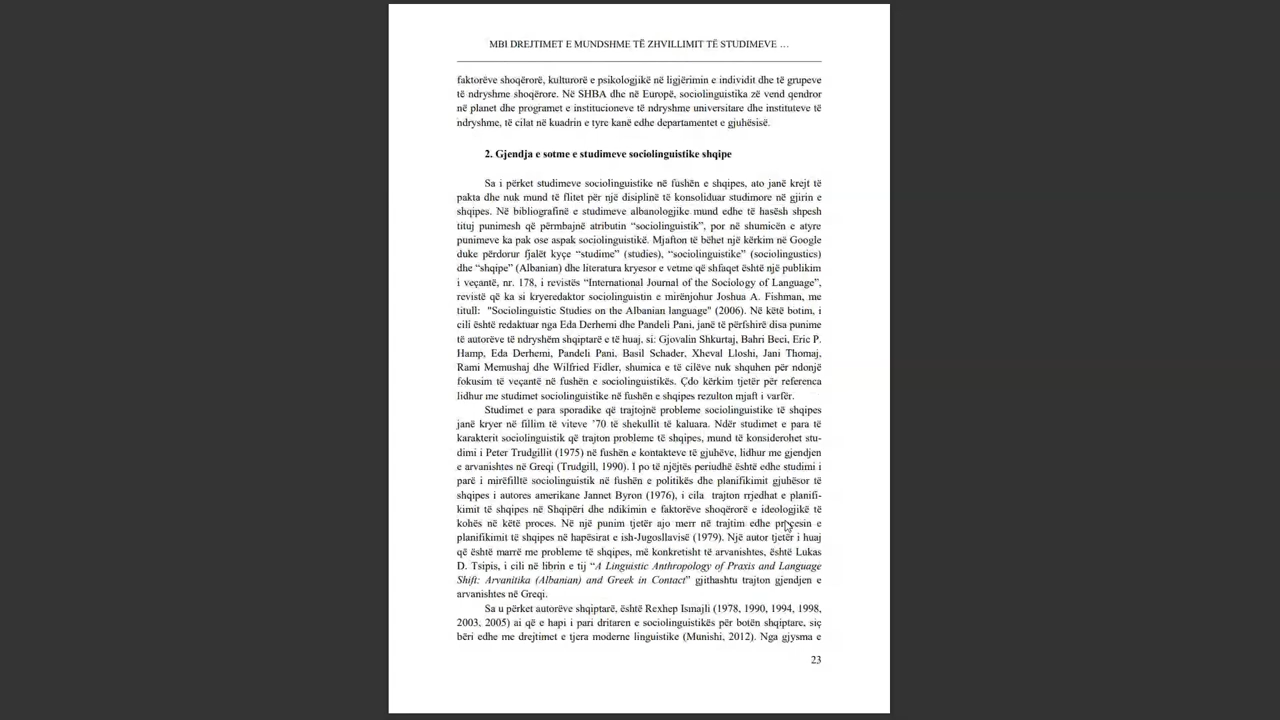 MBI DREJTIMET E MUNDSHME TË ZHVILLIMIT TË STUDIMEVE …
faktorëve shoqërorë, kulturorë e psikologjikë në ligjërimin e individit dhe të grupeve
të ndryshme shoqërore. Në SHBA dhe në Europë, sociolinguistika zë vend qendror
në planet dhe programet e institucioneve të ndryshme universitare dhe instituteve të
ndryshme, të cilat në kuadrin e tyre kanë edhe departamentet e gjuhësisë.
2. Gjendja e sotme e studimeve sociolinguistike shqipe
Sa i përket studimeve sociolinguistike në fushën e shqipes, ato janë krejt të
pakta dhe nuk mund të flitet për një disiplinë të konsoliduar studimore në gjirin e
shqipes. Në bibliografinë e studimeve albanologjike mund edhe të hasësh shpesh
tituj punimesh që përmbajnë atributin “sociolinguistik”, por në shumicën e atyre
punimeve ka pak ose aspak sociolinguistikë. Mjafton të bëhet një kërkim në Google
duke përdorur fjalët kyçe “studime” (studies), “sociolinguistike” (sociolingustics)
dhe “shqipe” (Albanian) dhe literatura kryesor e vetme që shfaqet është një publikim
i veçantë, nr. 178, i revistës “International Journal of the Sociology of Language”,
revistë që ka si kryeredaktor sociolinguistin e mirënjohur Joshua A. Fishman, me
titull: "Sociolinguistic Studies on the Albanian language" (2006). Në këtë botim, i
cili është redaktuar nga Eda Derhemi dhe Pandeli Pani, janë të përfshirë disa punime
të autorëve të ndryshëm shqiptarë e të huaj, si: Gjovalin Shkurtaj, Bahri Beci, Eric P.
Hamp, Eda Derhemi, Pandeli Pani, Basil Schader, Xheval Lloshi, Jani Thomaj,
Rami Memushaj dhe Wilfried Fidler, shumica e të cilëve nuk shquhen për ndonjë
fokusim të veçantë në fushën e sociolinguistikës. Çdo kërkim tjetër për referenca
lidhur me studimet sociolinguistike në fushën e shqipes rezulton mjaft i varfër.
Studimet e para sporadike që trajtojnë probleme sociolinguistike të shqipes
janë kryer në fillim të viteve ’70 të shekullit të kaluara. Ndër studimet e para të
karakterit sociolinguistik që trajton probleme të shqipes, mund të konsiderohet stu-
dimi i Peter Trudgillit (1975) në fushën e kontakteve të gjuhëve, lidhur me gjendjen
e arvanishtes në Greqi (Trudgill, 1990). I po të njëjtës periudhë është edhe studimi i
parë i mirëfilltë sociolinguistik në fushën e politikës dhe planifikimit gjuhësor të
shqipes i autores amerikane Jannet Byron (1976), i cila trajton rrjedhat e planifi-
kimit të shqipes në Shqipëri dhe ndikimin e faktorëve shoqërorë e ideologjikë të
kohës në këtë proces. Në një punim tjetër ajo merr në trajtim edhe procesin e
planifikimit të shqipes në hapësirat e ish-Jugosllavisë (1979). Një autor tjetër i huaj
që është marrë me probleme të shqipes, më konkretisht të arvanishtes, është Lukas
D. Tsipis, i cili në librin e tij “A Linguistic Anthropology of Praxis and Language
Shift: Arvanitika (Albanian) and Greek in Contact” gjithashtu trajton gjendjen e
arvanishtes në Greqi.
Sa u përket autorëve shqiptarë, është Rexhep Ismajli (1978, 1990, 1994, 1998,
2003, 2005) ai që e hapi i pari dritaren e sociolinguistikës për botën shqiptare, siç
bëri edhe me drejtimet e tjera moderne linguistike (Munishi, 2012). Nga gjysma e
23